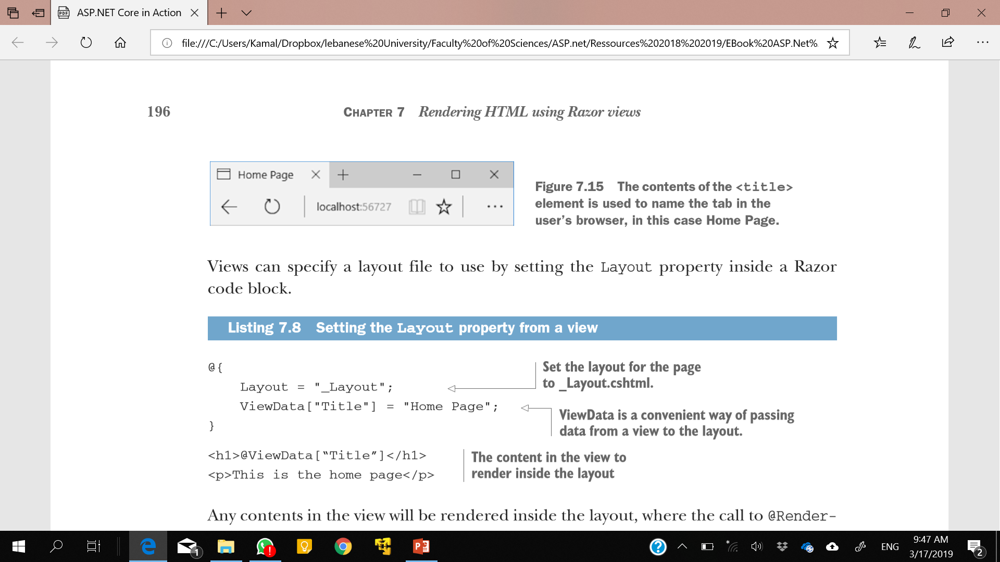 ASP.NET Core in Action
file:///C:/Users/Kamal/Dropbox/lebanese%20University/Faculty%20of%20Sciences/ASP.net/Ressources%202018%202019/EBook%20ASP.Net%
196
CHAPTER 7 Rendering HTML using Razor views
Home Page
localhost:56727
Figure 7.15 The contents of the <title>
element is used to name the tab in the
user’s browser, in this case Home Page.
Views can specify a layout file to use by setting the Layout property inside a Razor
code block.
Listing 7.8 Setting the Layout property from a view
@{
Layout = "_Layout";
ViewData["Title"] = "Home Page";
}
Set the layout for the page
to _Layout.cshtml.
ViewData is a convenient way of passing
data from a view to the layout.
<h1>@ViewData[“Title”]</h1>
<p>This is the home page</p>
The content in the view to
render inside the layout
Any contents in the view will be rendered inside the layout, where the call to @Render-
ENG
9:47 AM
3/17/2019
1
2